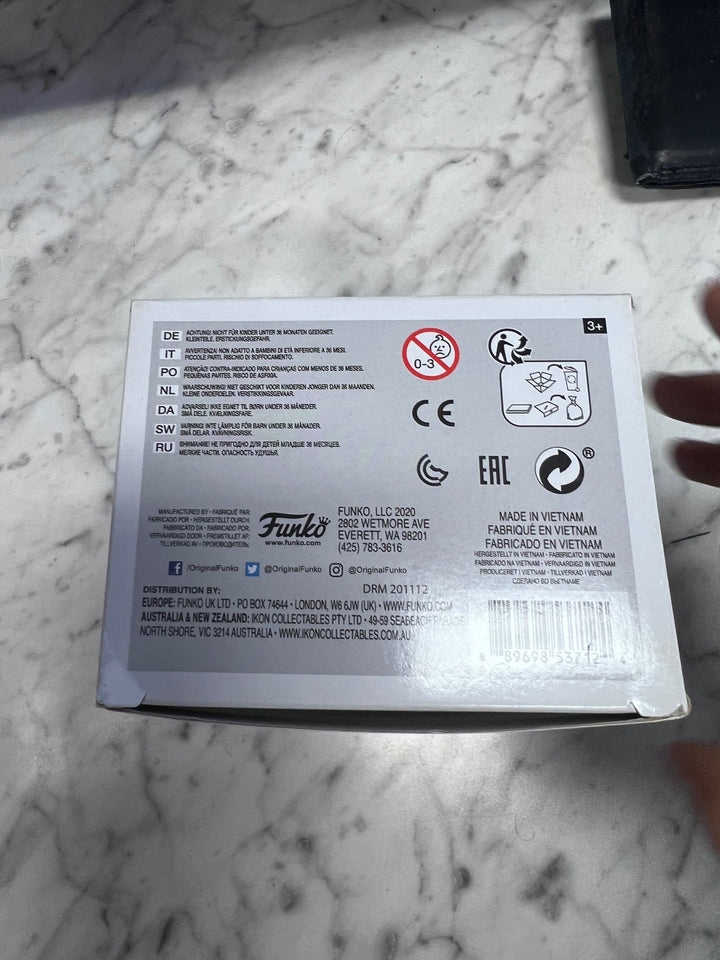 3+
DE ACHTUNG! NICHT FÜR KINDER UNTER 36 MONATEN GEEIGNET.
KLEINTEILE. ERSTICKUNGSGEFAHR.
IT AVVERTENZA! NON ADATTO A BAMBINI DI ETÀ INFERIORE A 36 MESI.
PICCOLE PARTI. RISCHIO DI SOFFOCAMENTO.
PO ATENÇÃO! CONTRA-INDICADO PARA CRIANÇAS COM MENOS DE 36 MESES.
PEQUENAS PARTES. RISCO DE ASFIXIA.
NL WAARSCHUWING! NIET GESCHIKT VOOR KINDEREN JONGER DAN 36 MAANDEN.
KLEINE ONDERDELEN. VERSTIKKINGSGEVAAR.
DA ADVARSEL! IKKE EGNET TIL BØRN UNDER 36 MÅNEDER.
SMÅ DELE. KVÆLNINGSFARE.
SW VARNING! INTE LÄMPLIG FÖR BARN UNDER 36 MÅNADER.
SMÅ DELAR. KVÄVNINGSRISK.
RU ВНИМАНИЕ! НЕ ПРИГОДНО ДЛЯ ДЕТЕЙ МЛАДШЕ 36 МЕСЯЦЕВ.
МЕЛКИЕ ЧАСТИ. ОПАСНОСТЬ УДУШЬЯ.
0-3
CE
EAC
®
MANUFACTURED BY • FABRIQUÉ PAR:
FABRICADO POR • HERGESTELLT DURCH:
FABBRICATO DA • FABRICADO POR:
VERVAARDIGD DOOR • FREMSTILLET AF:
TILLVERKAD AV • ПРОИЗВОДИТЕЛЬ:
Funko
www.funko.com
FUNKO, LLC 2020
2802 WETMORE AVE
EVERETT, WA 98201
(425) 783-3616
MADE IN VIETNAM
FABRIQUÉ EN VIETNAM
FABRICADO EN VIETNAM
HERGESTELLT IN VIETNAM • FABBRICATO IN VIETNAM
FABRICADO NA VIETNAM • VERVAARDIGD IN VIETNAM
PRODUCERET I VIETNAM • TILLVERKAD I VIETNAM
СДЕЛАНО ВО ВЬЕТНАМЕ
/OriginalFunko @OriginalFunko @OriginalFunko
DRM 201112
DISTRIBUTION BY:
EUROPE: FUNKO UK LTD • PO BOX 74644 • LONDON, W6 6JW (UK) • WWW.FUNKO.COM
AUSTRALIA & NEW ZEALAND: IKON COLLECTABLES PTY LTD • 49-59 SEABEACH PARADE
NORTH SHORE, VIC 3214 AUSTRALIA • WWW.IKONCOLLECTABLES.COM.AU
8 89698 53712 4